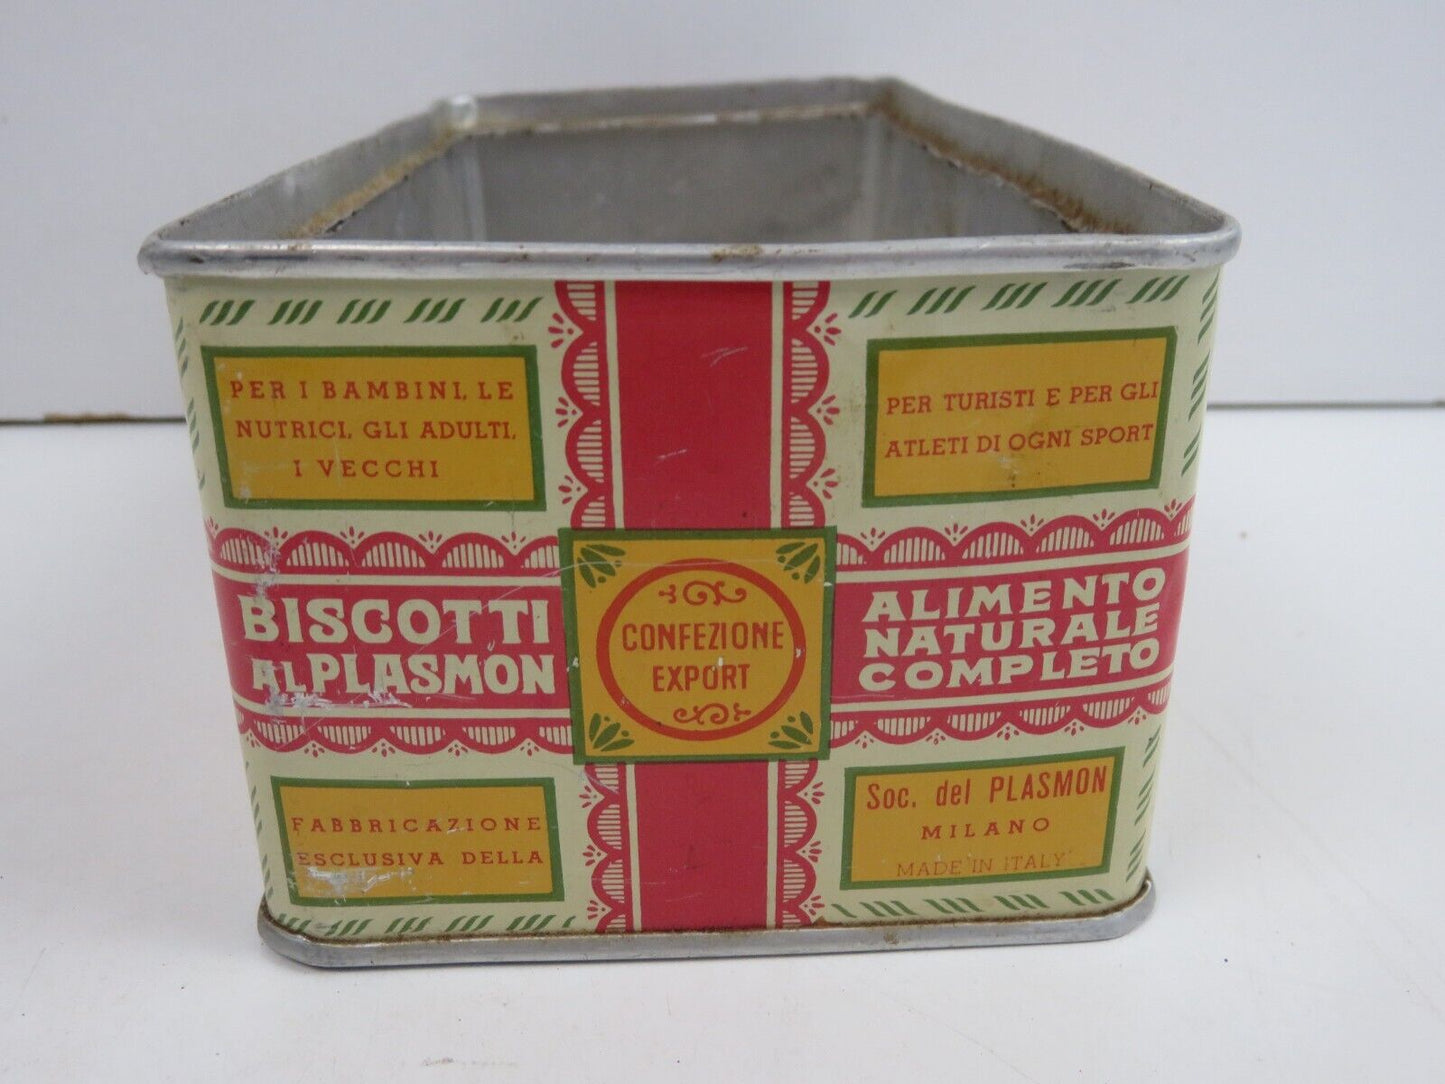 PER I BAMBINI, LE
NUTRICI, GLI ADULTI,
I VECCHI
PER TURISTI E PER GLI
ATLETI DI OGNI SPORT
BISCOTTI
AL PLASMON
CONFEZIONE
EXPORT
ALIMENTO
NATURALE
COMPLETO
FABBRICAZIONE
ESCLUSIVA DELLA
Soc. del PLASMON
MILANO
MADE IN ITALY